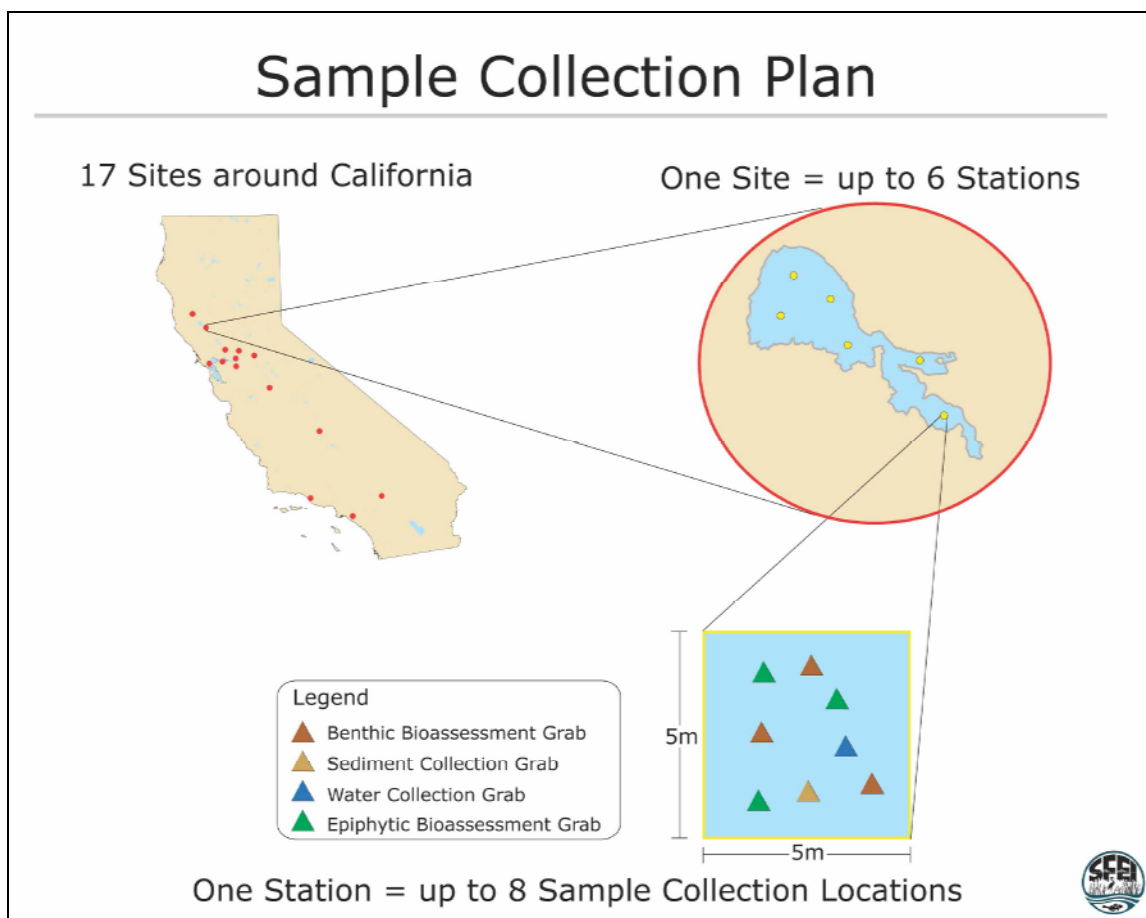 Sample Collection Plan
17 Sites around California
One Site = up to 6 Stations
Legend
Benthic Bioassessment Grab
Sediment Collection Grab
Water Collection Grab
Epiphytic Bioassessment Grab
5m
5m
One Station = up to 8 Sample Collection Locations
SFEI